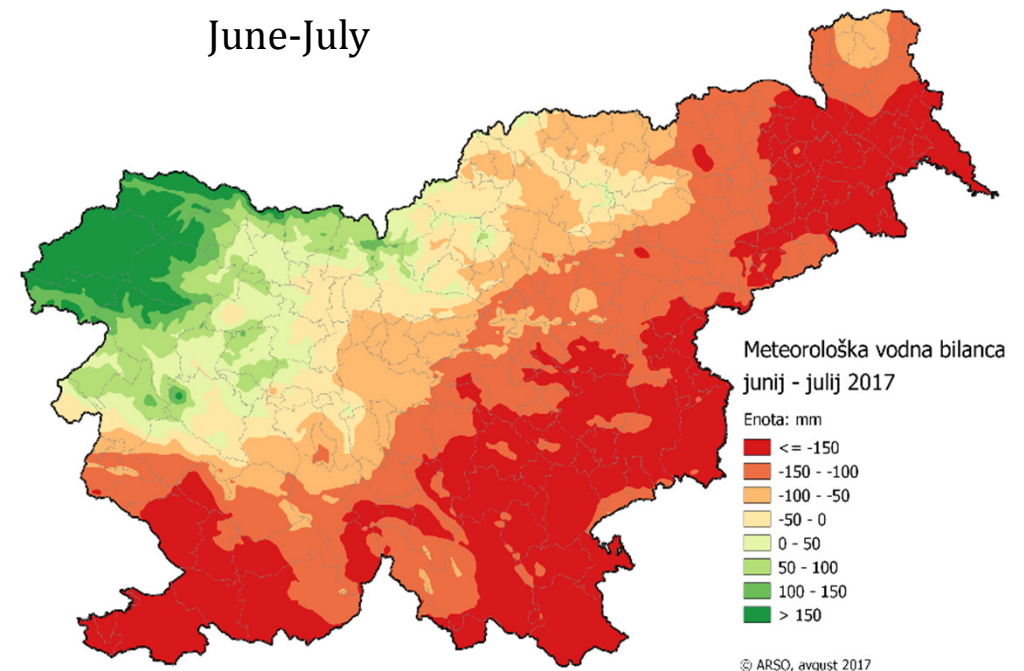 June-July
Meteorološka vodna bilanca
junij - julij 2017
Enota: mm
<= -150
-150 - -100
-100 - -50
-50 - 0
0 - 50
50 - 100
100 - 150
> 150
© ARSO, avgust 2017